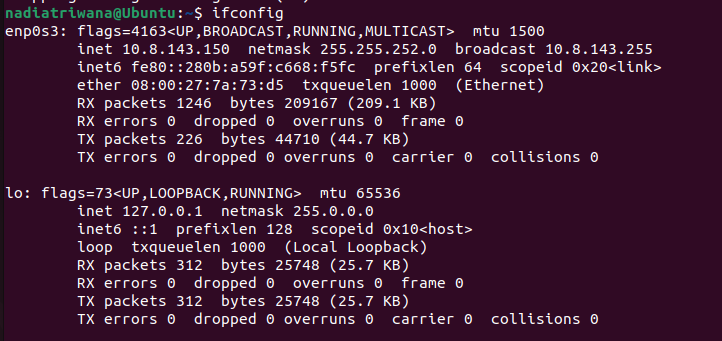 nadiatriwana@Ubuntu:~$ ifconfig
enp0s3: flags=4163<UP,BROADCAST,RUNNING,MULTICAST>  mtu 1500
        inet 10.8.143.150  netmask 255.255.252.0  broadcast 10.8.143.255
        inet6 fe80::280b:a59f:c668:f5fc  prefixlen 64  scopeid 0x20<link>
        ether 08:00:27:7a:73:d5  txqueuelen 1000  (Ethernet)
        RX packets 1246  bytes 209167 (209.1 KB)
        RX errors 0  dropped 0  overruns 0  frame 0
        TX packets 226  bytes 44710 (44.7 KB)
        TX errors 0  dropped 0 overruns 0  carrier 0  collisions 0

lo: flags=73<UP,LOOPBACK,RUNNING>  mtu 65536
        inet 127.0.0.1  netmask 255.0.0.0
        inet6 ::1  prefixlen 128  scopeid 0x10<host>
        loop  txqueuelen 1000  (Local Loopback)
        RX packets 312  bytes 25748 (25.7 KB)
        RX errors 0  dropped 0  overruns 0  frame 0
        TX packets 312  bytes 25748 (25.7 KB)
        TX errors 0  dropped 0 overruns 0  carrier 0  collisions 0